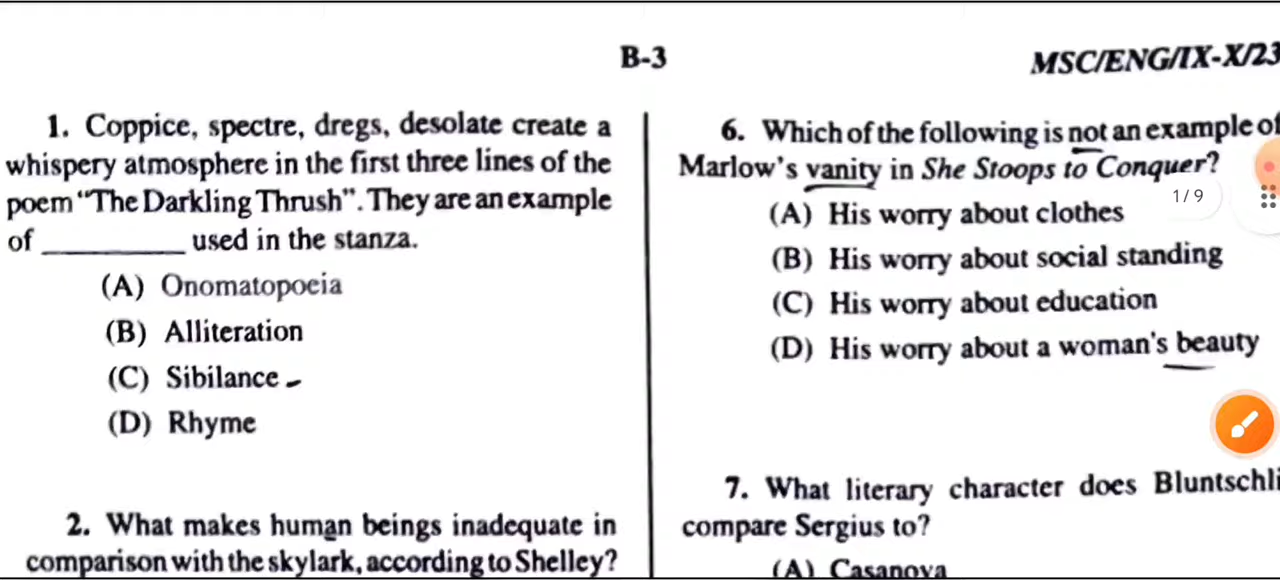 B-3
MSC/ENG/IX-X/23
1. Coppice, spectre, dregs, desolate create a
whispery atmosphere in the first three lines of the
poem “The Darkling Thrush”. They are an example
of __________ used in the stanza.
(A) Onomatopoeia
(B) Alliteration
(C) Sibilance
(D) Rhyme
2. What makes human beings inadequate in
comparison with the skylark, according to Shelley?
6. Which of the following is not an example of
Marlow's vanity in She Stoops to Conquer?
1/9
(A) His worry about clothes
(B) His worry about social standing
(C) His worry about education
(D) His worry about a woman's beauty
7. What literary character does Bluntschli
compare Sergius to?
(A) Casanova